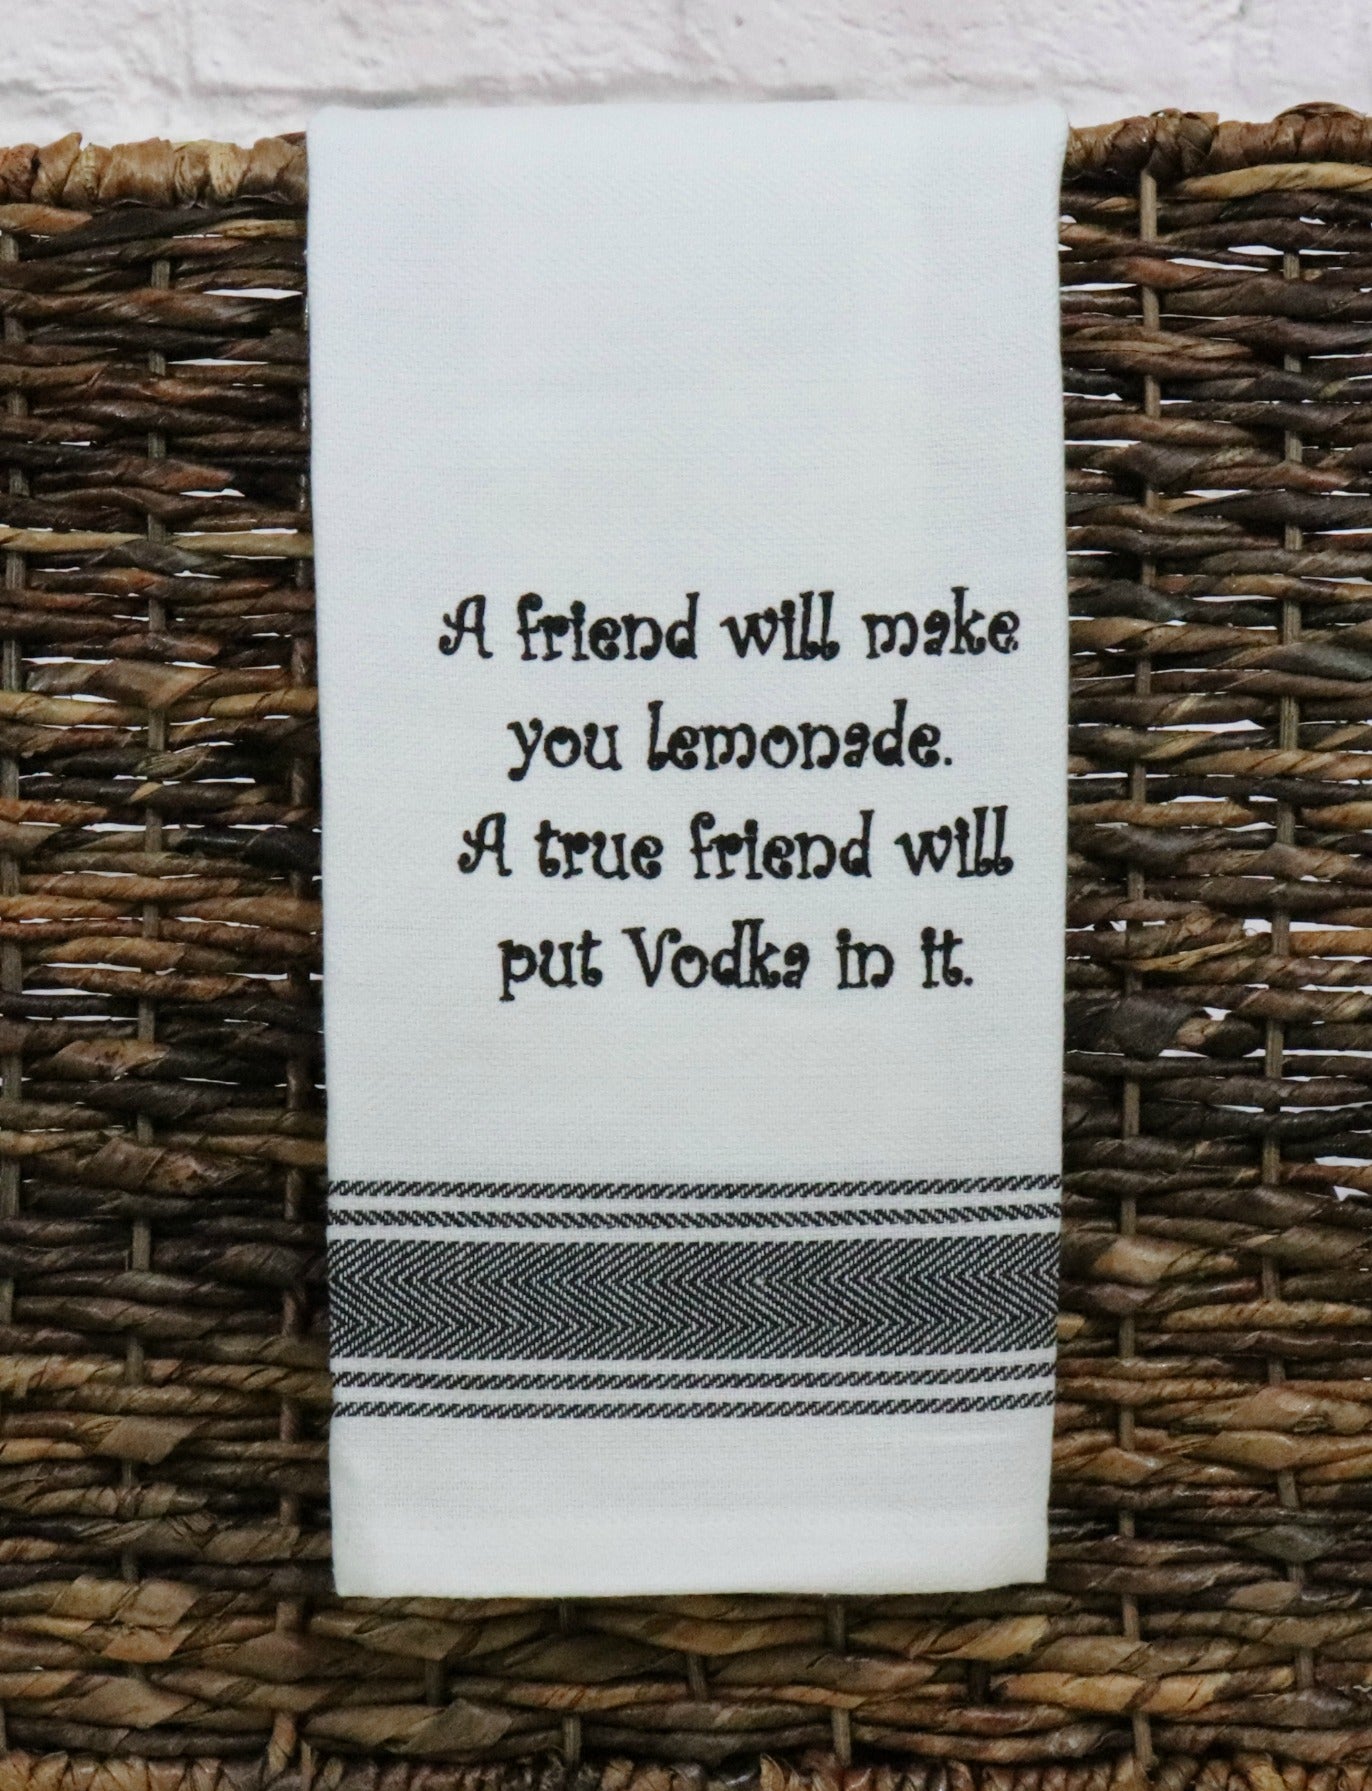 A friend will make
you lemonade.
A true friend will
put Vodka in it.